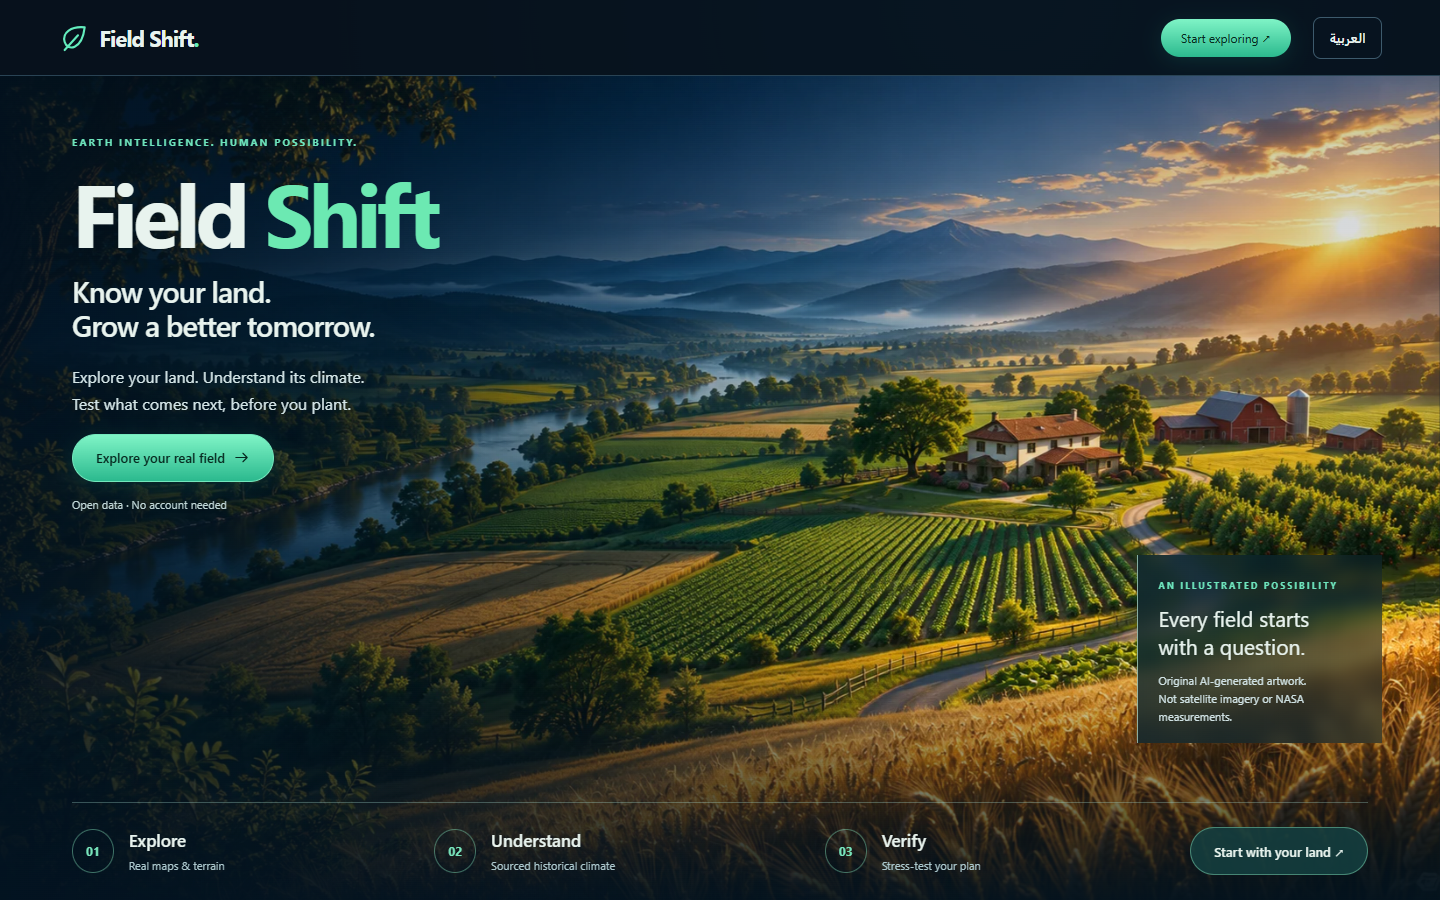 Field Shift.
Start exploring ↗
العربية
EARTH INTELLIGENCE. HUMAN POSSIBILITY.
Field Shift
Know your land.
Grow a better tomorrow.
Explore your land. Understand its climate.
Test what comes next, before you plant.
Explore your real field →
Open data · No account needed
AN ILLUSTRATED POSSIBILITY
Every field starts
with a question.
Original AI-generated artwork.
Not satellite imagery or NASA
measurements.
01
Explore
Real maps & terrain
02
Understand
Sourced historical climate
03
Verify
Stress-test your plan
Start with your land ↗